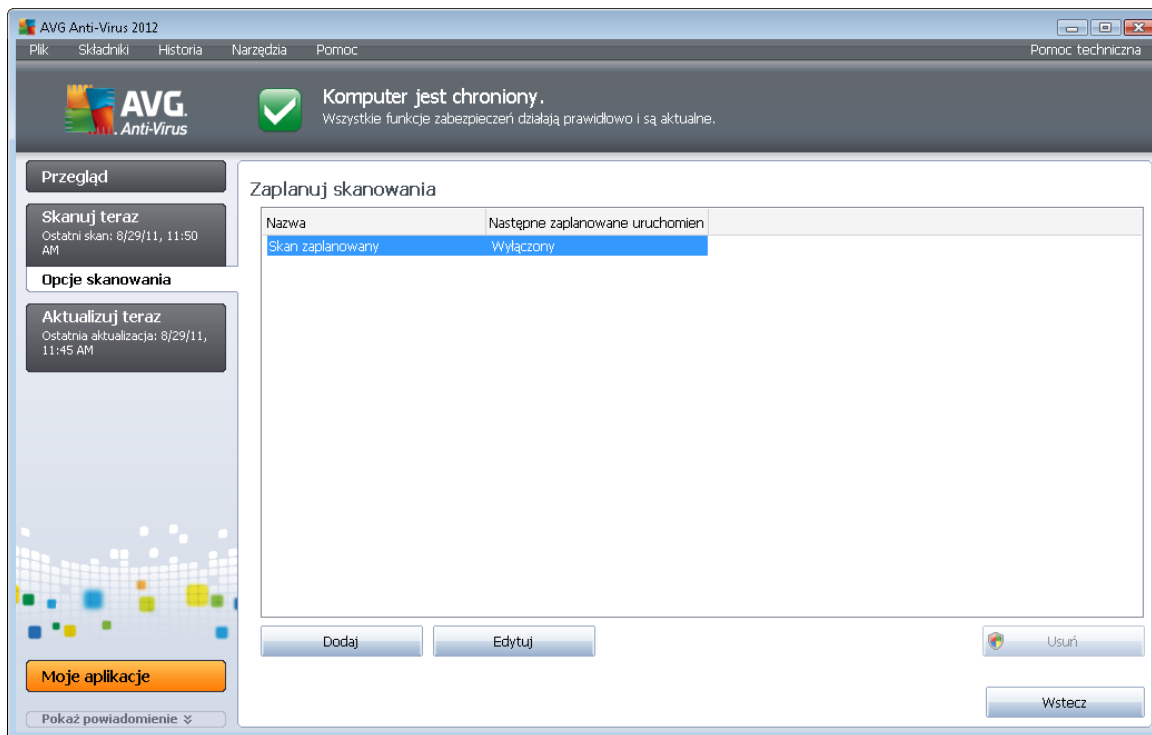 AVG Anti-Virus 2012
Plik Składniki Historia Narzędzia Pomoc Pomoc techniczna
AVG.
Anti-Virus
Komputer jest chroniony.
Wszystkie funkcje zabezpieczeń działają prawidłowo i są aktualne.
Przegląd
Skanuj teraz
Ostatni skan: 8/29/11, 11:50
AM
Opcje skanowania
Aktualizuj teraz
Ostatnia aktualizacja: 8/29/11,
11:45 AM
Moje aplikacje
Pokaż powiadomienie
Zaplanuj skanowania
Nazwa Następne zaplanowane uruchomien
Skan zaplanowany Wyłączony
Dodaj Edytuj Usuń
Wstecz